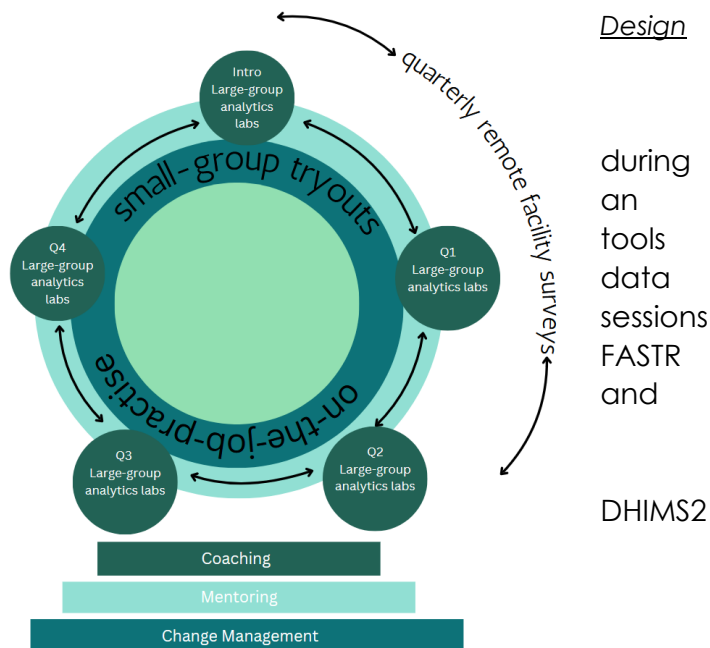 Intro
Large-group
analytics
labs
quarterly remote facility surveys
small-group tryouts
Q4
Large-group
analytics
labs
Q1
Large-group
analytics labs
on-the-job-practise
Q3
Large-group
analytics labs
Q2
Large-group
analytics labs
Coaching
Mentoring
Change Management
Design
during
an
tools
data
sessions
FASTR
and
DHIMS2